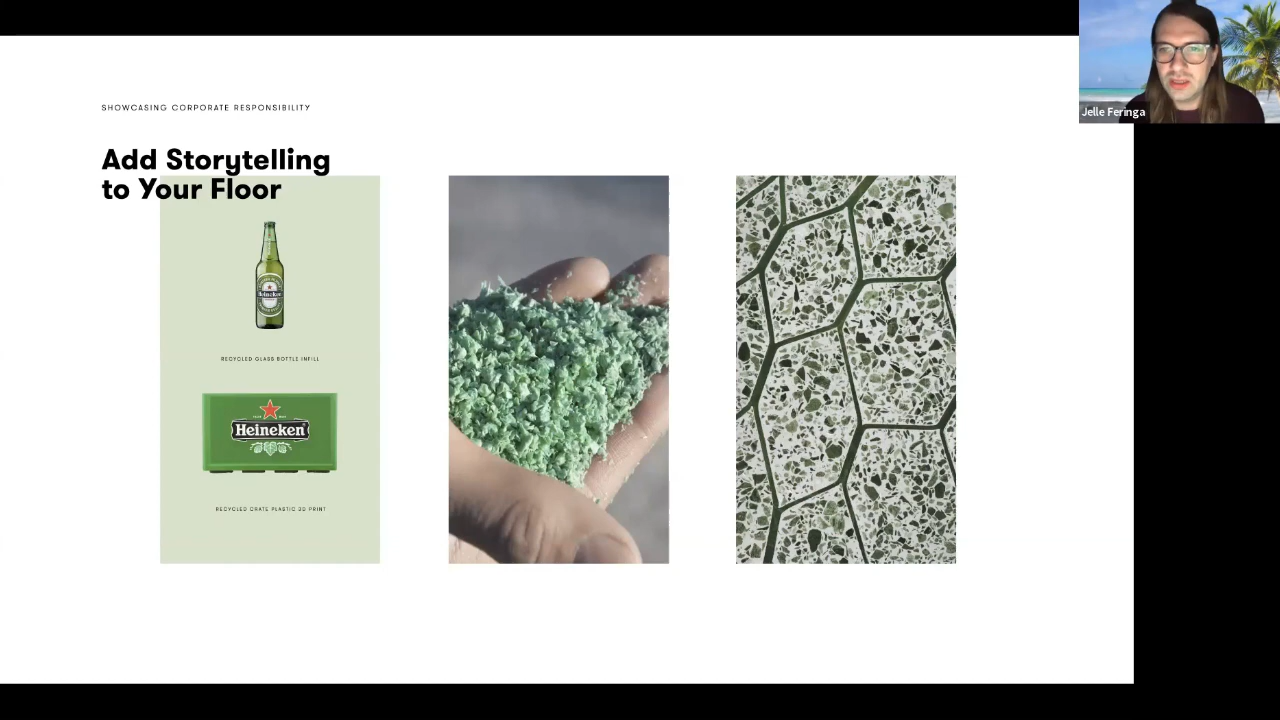 SHOWCASING CORPORATE RESPONSIBILITY
Add Storytelling
to Your Floor
Heineken
RECYCLED GLASS BOTTLE INFILL
Heineken
RECYCLED CRATE PLASTIC 3D PRINT
Jelle Feringa